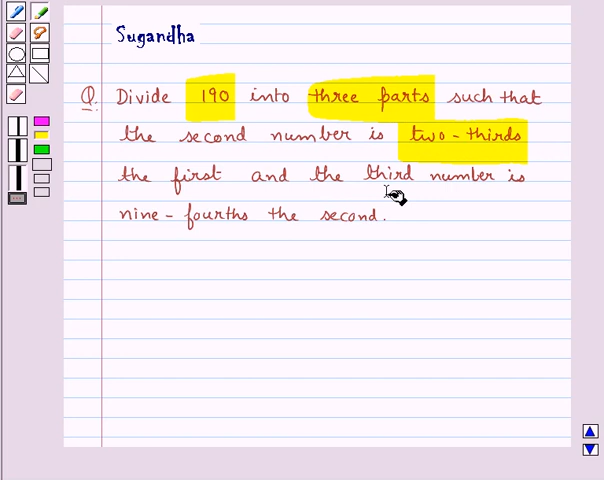 Sugandha
Q. Divide 190 into three parts such that
the second number is two-thirds
the first and the third number is
nine-fourths the second.